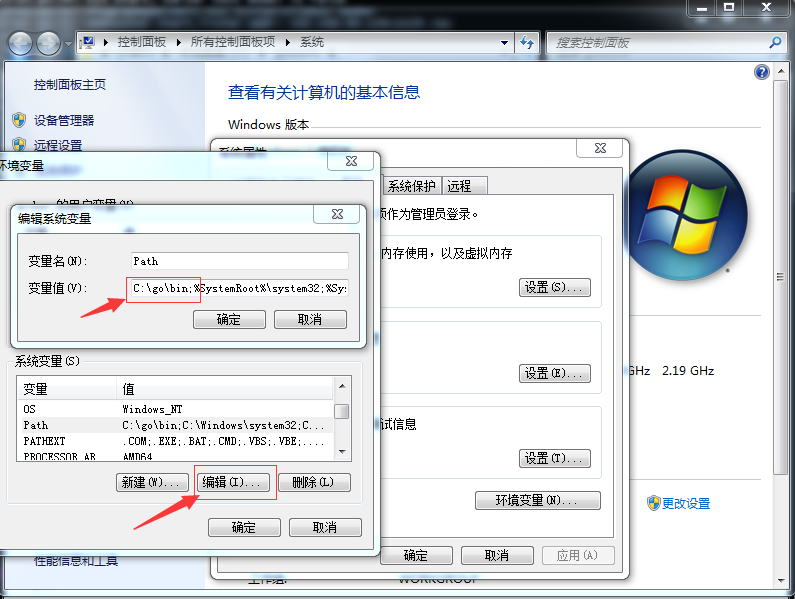 控制面板 ▸ 所有控制面板项 ▸ 系统
搜索控制面板
控制面板主页
设备管理器
远程设置
查看有关计算机的基本信息
Windows 版本
环境变量
编辑系统变量
变量名(N):
Path
变量值(V):
C:\go\bin;%SystemRoot%\system32;%Sys
确定
取消
系统变量(S)
变量 值
OS Windows_NT
Path C:\go\bin;C:\Windows\system32;C...
PATHEXT .COM;.EXE;.BAT;.CMD;.VBS;.VBE;....
PROCESSOR_AR AMD64
新建(W)...
编辑(I)...
删除(L)
确定
取消
系统属性
系统保护
远程
作为管理员登录。
内存使用，以及虚拟内存
设置(S)...
设置(E)...
试信息
设置(T)...
环境变量(N)...
确定
取消
应用(A)
GHz 2.19 GHz
更改设置
性能信息和工具
工作组:
WORKGROUP